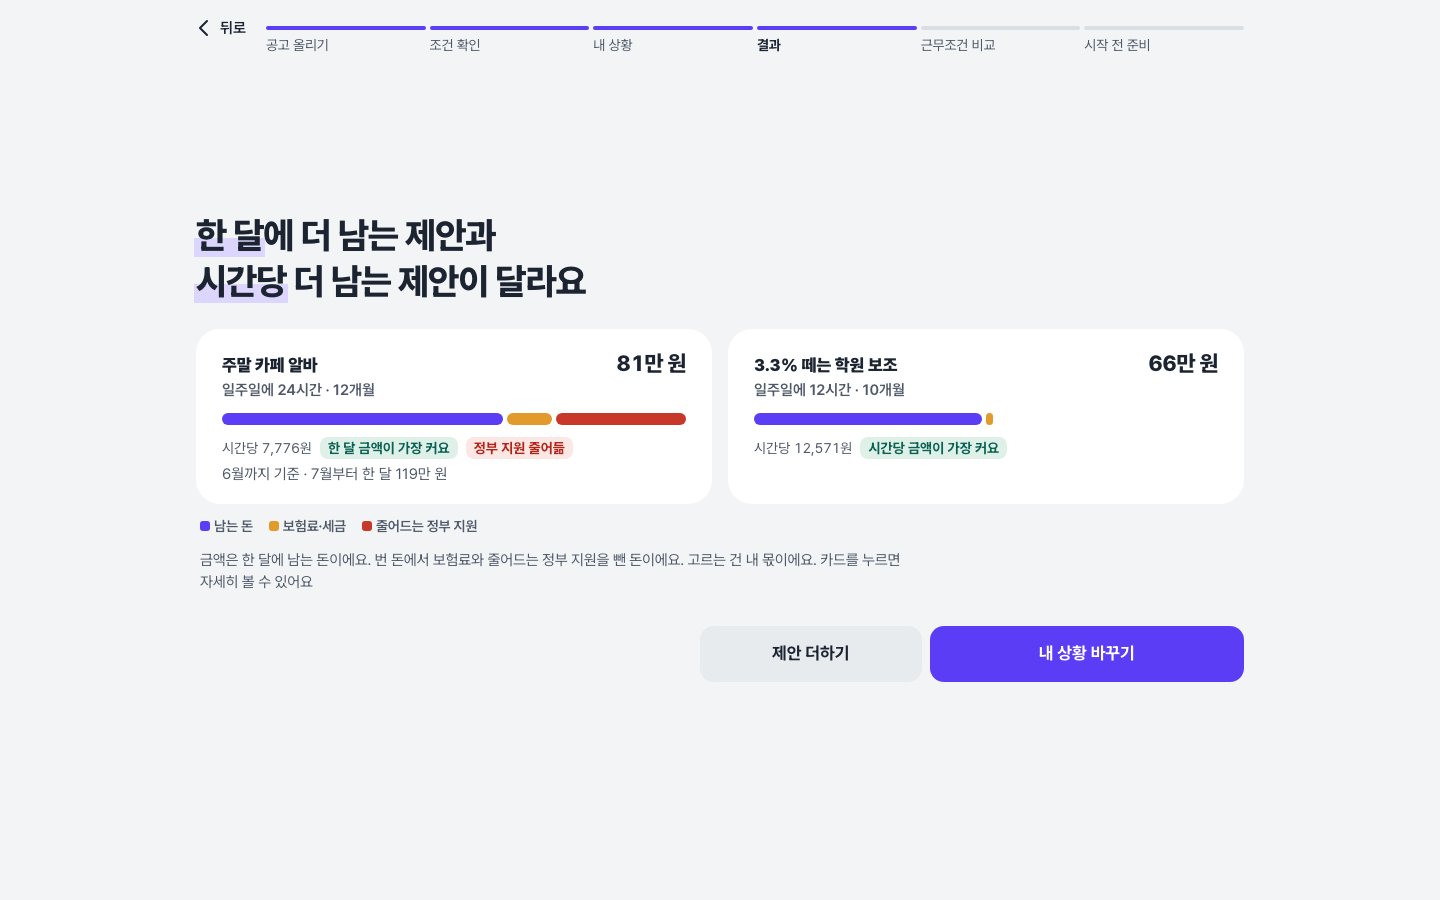 뒤로
공고 올리기
조건 확인
내 상황
결과
근무조건 비교
시작 전 준비
한 달에 더 남는 제안과
시간당 더 남는 제안이 달라요
주말 카페 알바
81만 원
일주일에 24시간 · 12개월
시간당 7,776원 한 달 금액이 가장 커요 정부 지원 줄어듦
6월까지 기준 · 7월부터 한 달 119만 원
3.3% 떼는 학원 보조
66만 원
일주일에 12시간 · 10개월
시간당 12,571원 시간당 금액이 가장 커요
남는 돈 보험료·세금 줄어드는 정부 지원
금액은 한 달에 남는 돈이에요. 번 돈에서 보험료와 줄어드는 정부 지원을 뺀 돈이에요. 고르는 건 내 몫이에요. 카드를 누르면
자세히 볼 수 있어요
제안 더하기
내 상황 바꾸기